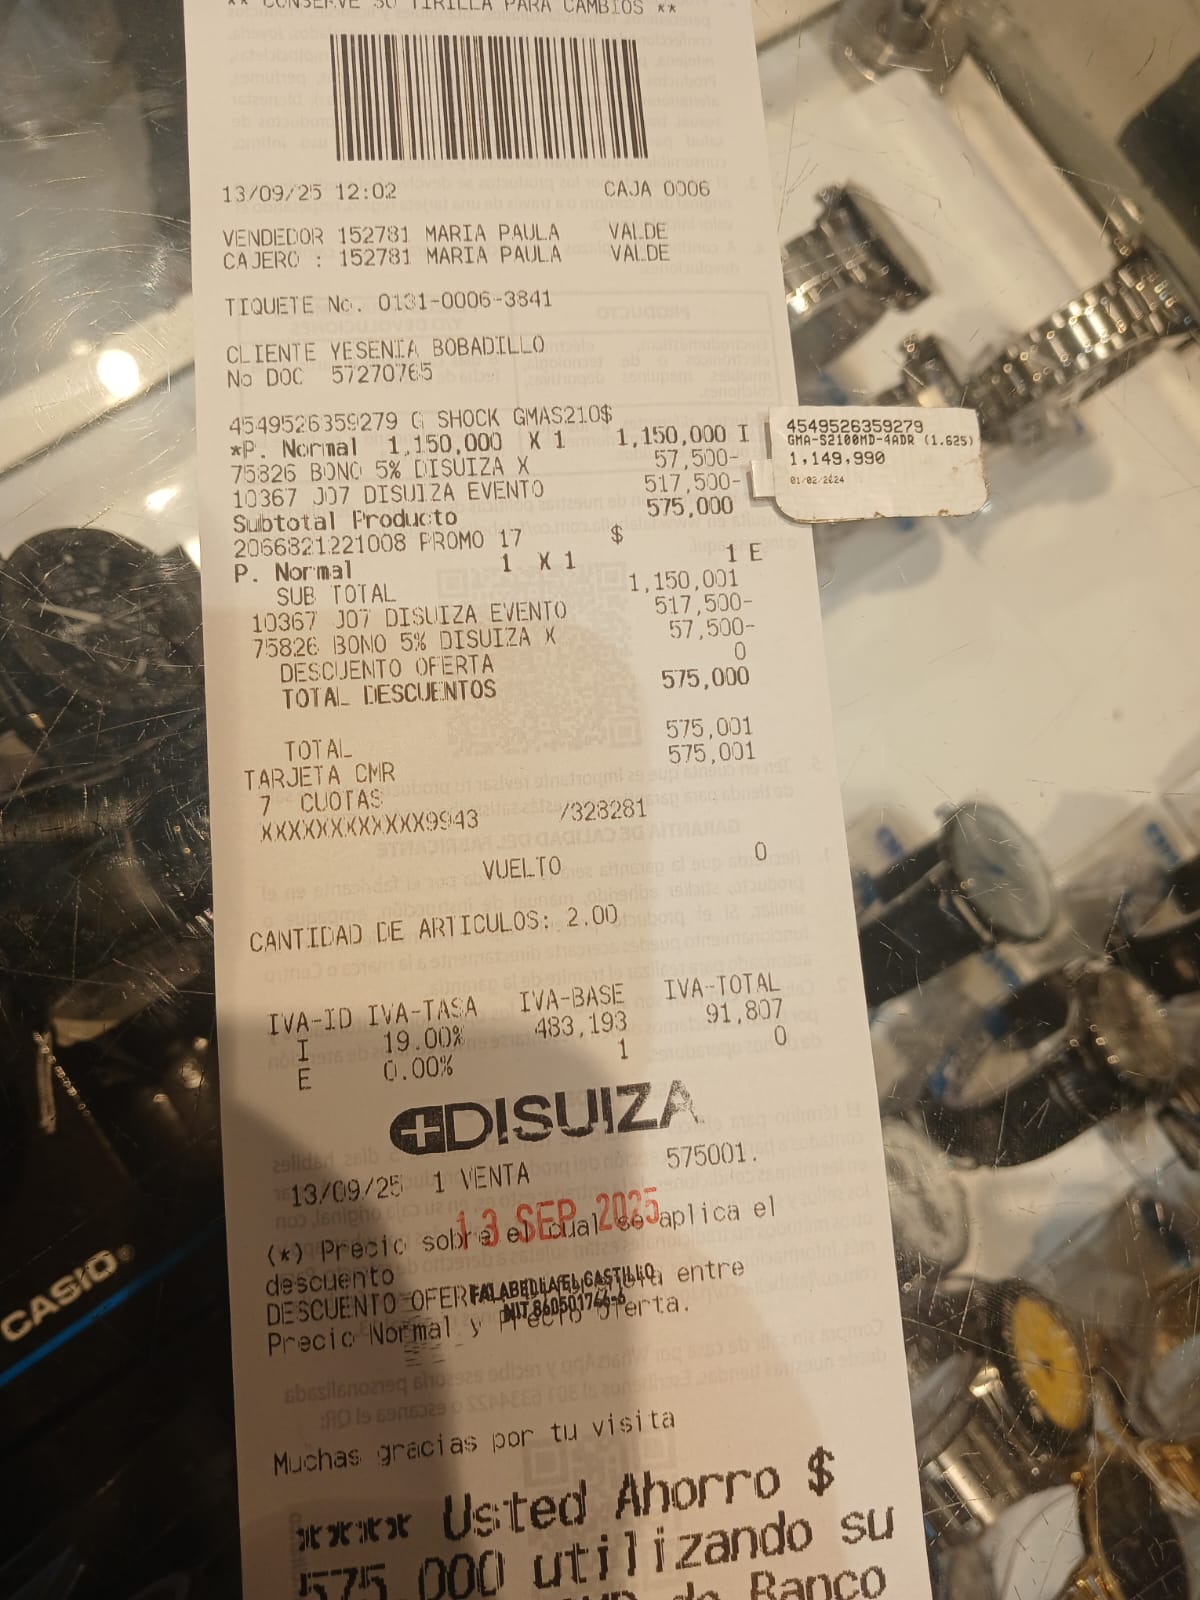 ** CONSERVE SU TIRILLA PARA CAMBIOS **
13/09/25 12:02 CAJA 0006
VENDEDOR 152781 MARIA PAULA VALDE
CAJERO : 152781 MARIA PAULA VALDE
TIQUETE No. 0131-0006-3841
CLIENTE YESENIA BOBADILLO
No DOC 57270765
4549526359279 G SHOCK GMAS210$
*P. Normal 1,150,000 X 1 1,150,000 I
75826 BONO 5% DISUIZA X 57,500-
10367 J07 DISUIZA EVENTO 517,500-
Subtotal Producto 575,000
2066821221008 PROMO 17 $
P. Normal 1 X 1 1 E
SUB TOTAL 1,150,001
10367 J07 DISUIZA EVENTO 517,500-
75826 BONO 5% DISUIZA X 57,500-
DESCUENTO OFERTA 0
TOTAL DESCUENTOS 575,000
TOTAL 575,001
TARJETA CMR 575,001
7 CUOTAS
XXXXXXXXXXXX9943 /328281
VUELTO 0
CANTIDAD DE ARTICULOS: 2.00
IVA-ID IVA-TASA IVA-BASE IVA-TOTAL
I 19.00% 483,193 91,807
E 0.00% 1 0
DISUIZA
13/09/25 1 VENTA 575001.
13 SEP 2025
(*) Precio sobre el cual se aplica el
descuento
DESCUENTO OFER entre
FALABELLA EL CASTILLO
NIT.860501746-6
Precio Normal y Precio Oferta.
Muchas gracias por tu visita
**** Usted Ahorro $
575,000 utilizando su
de Banco
4549526359279
GMA-S2100MD-4ADR (1.625)
1,149,990
01/02/2024
CASIO